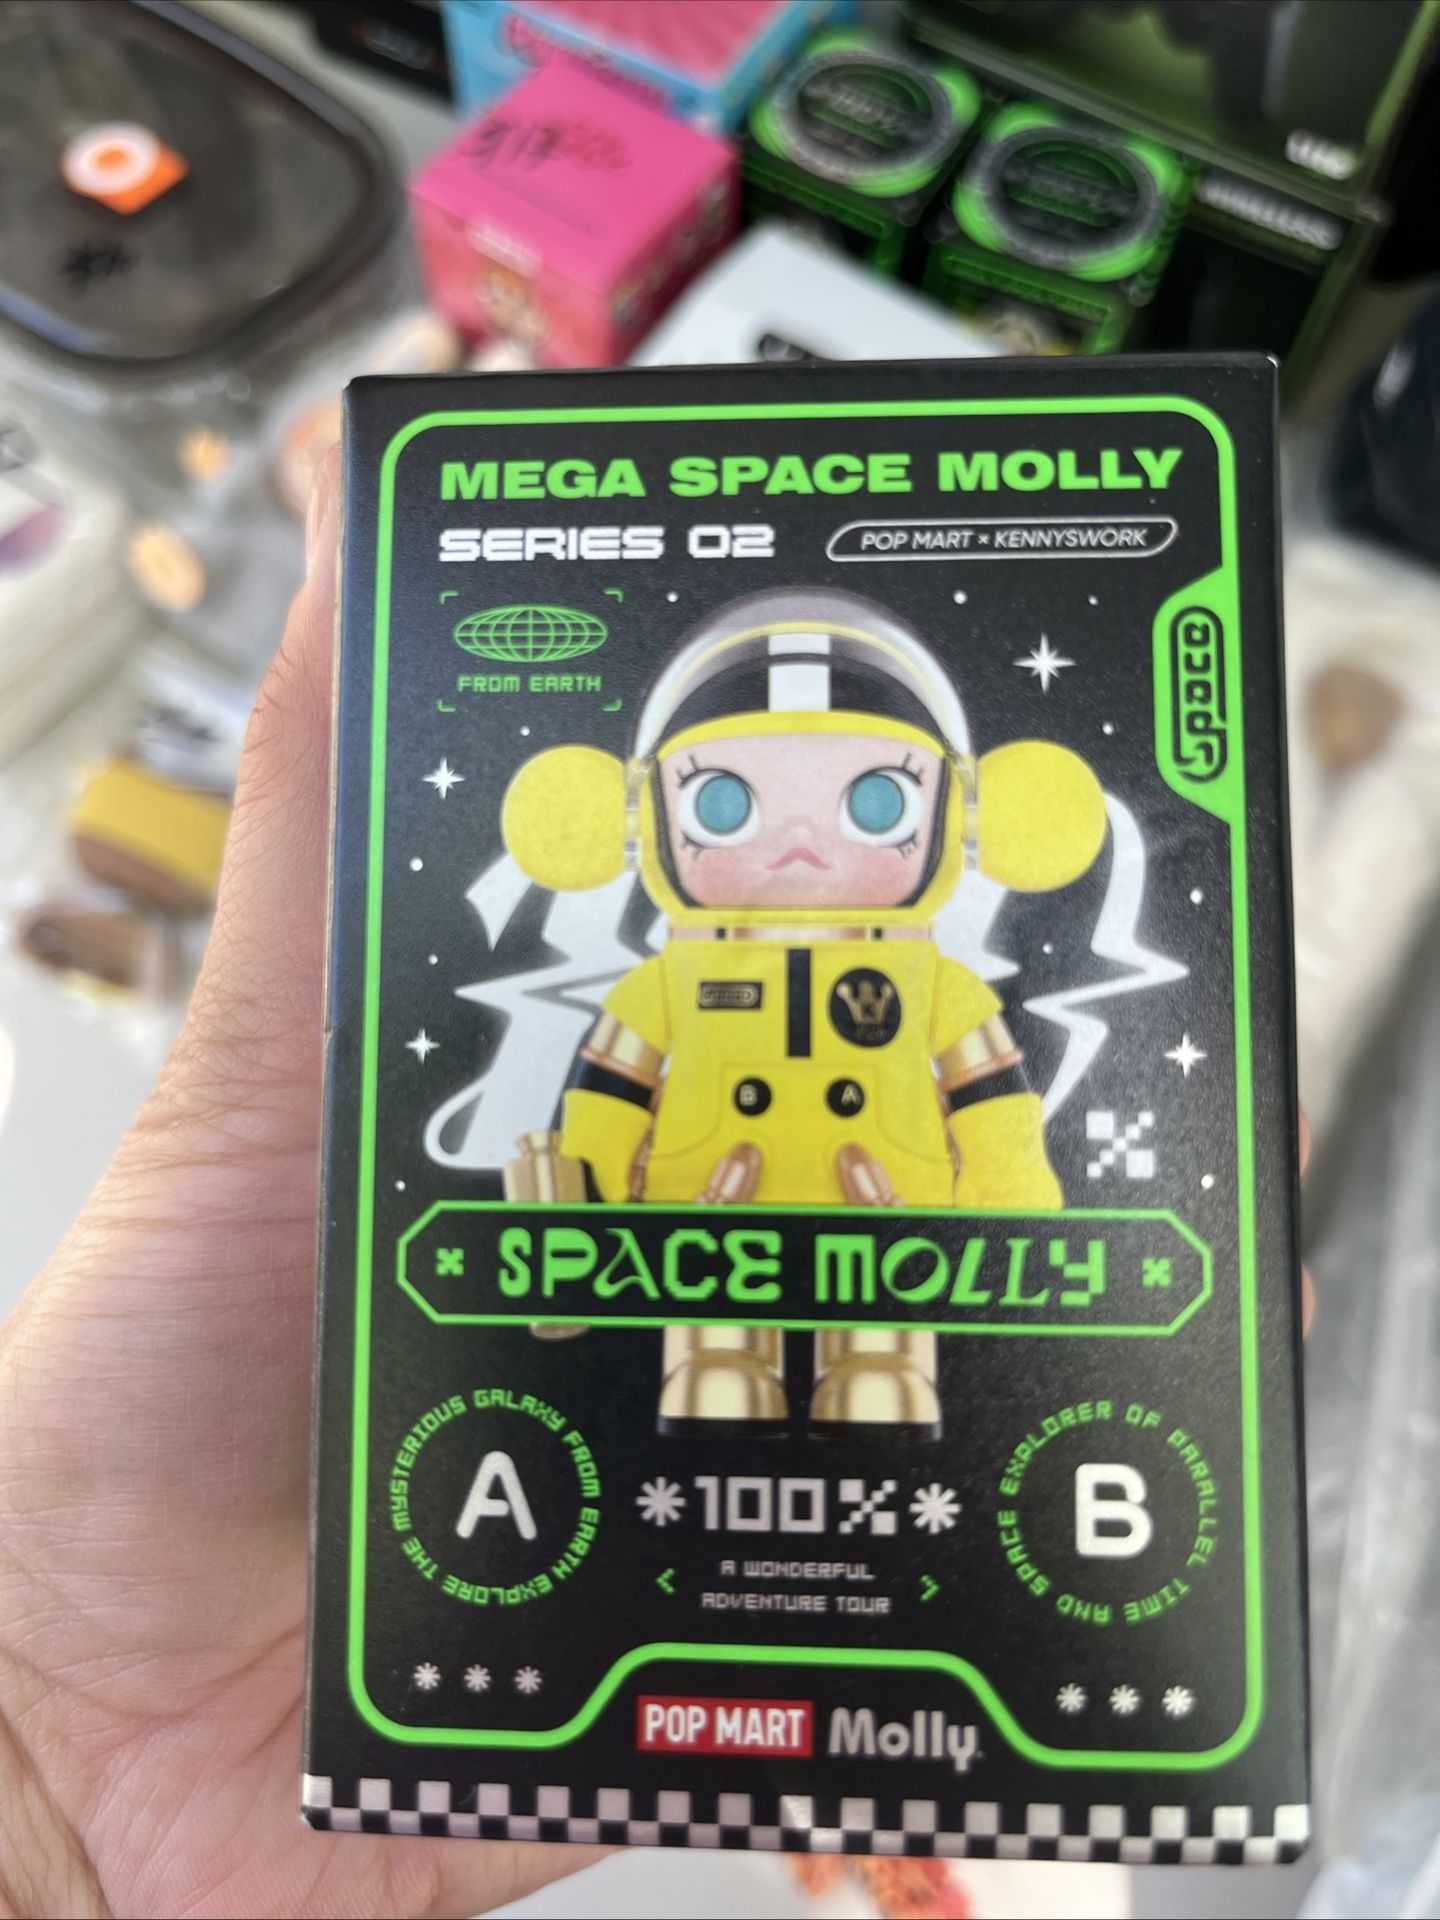 MEGA SPACE MOLLY
SERIES 02
POP MART × KENNYSWORK
FROM EARTH
B
A
SPACE MOLLY
EXPLORE THE MYSTERIOUS GALAXY FROM EARTH
A
100%
A WONDERFUL
ADVENTURE TOUR
SPACE EXPLORER OF PARALLEL TIME AND
B
POP MART Molly